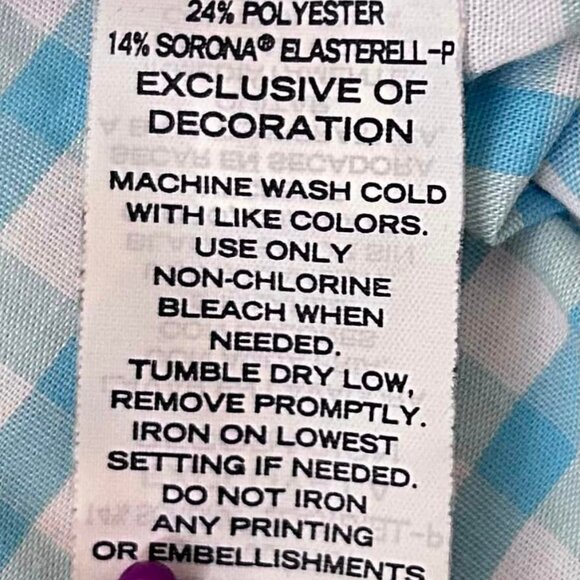 24% POLYESTER
14% SORONA® ELASTERELL-P
EXCLUSIVE OF
DECORATION
MACHINE WASH COLD
WITH LIKE COLORS.
USE ONLY
NON-CHLORINE
BLEACH WHEN
NEEDED.
TUMBLE DRY LOW,
REMOVE PROMPTLY.
IRON ON LOWEST
SETTING IF NEEDED.
DO NOT IRON
ANY PRINTING
OR EMBELLISHMENTS